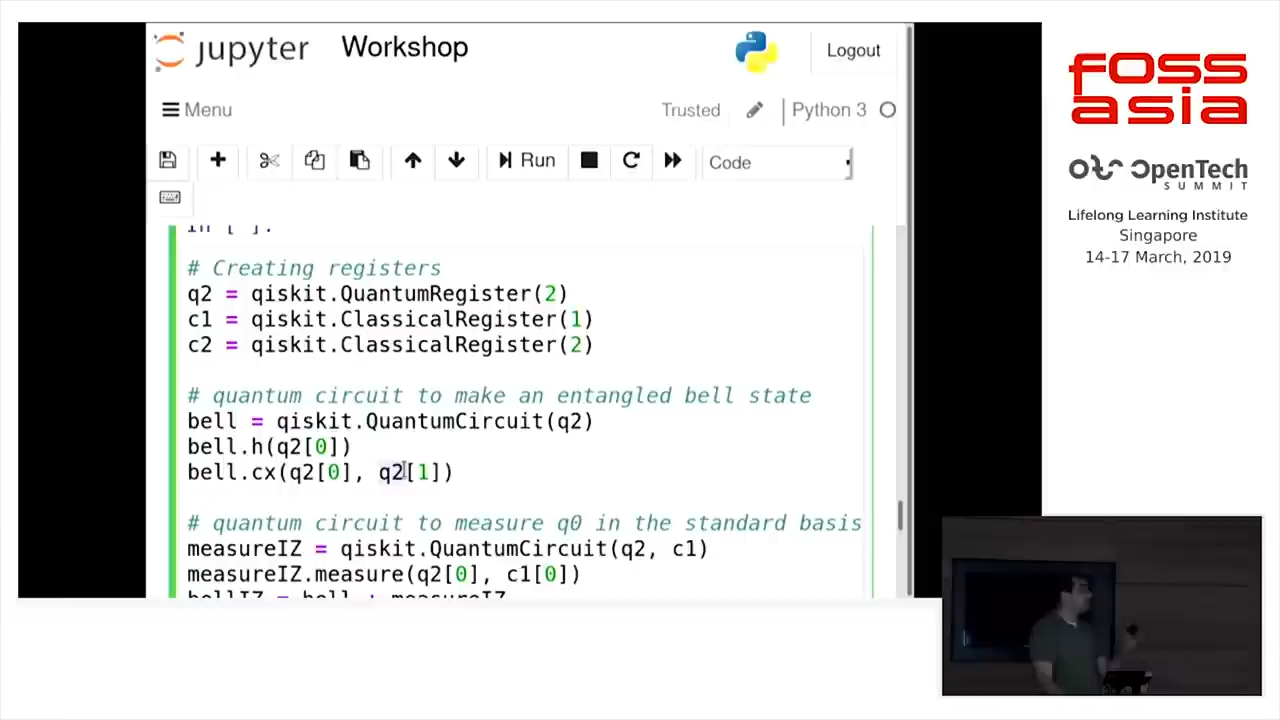 jupyter Workshop Logout
Menu Trusted Python 3
Run Code
In [ ]:
# Creating registers
q2 = qiskit.QuantumRegister(2)
c1 = qiskit.ClassicalRegister(1)
c2 = qiskit.ClassicalRegister(2)
# quantum circuit to make an entangled bell state
bell = qiskit.QuantumCircuit(q2)
bell.h(q2[0])
bell.cx(q2[0], q2[1])
# quantum circuit to measure q0 in the standard basis
measureIZ = qiskit.QuantumCircuit(q2, c1)
measureIZ.measure(q2[0], c1[0])
bellIZ = bell + measureIZ
fOSS
asia
OpenTech
SUMMIT
Lifelong Learning Institute
Singapore
14-17 March, 2019